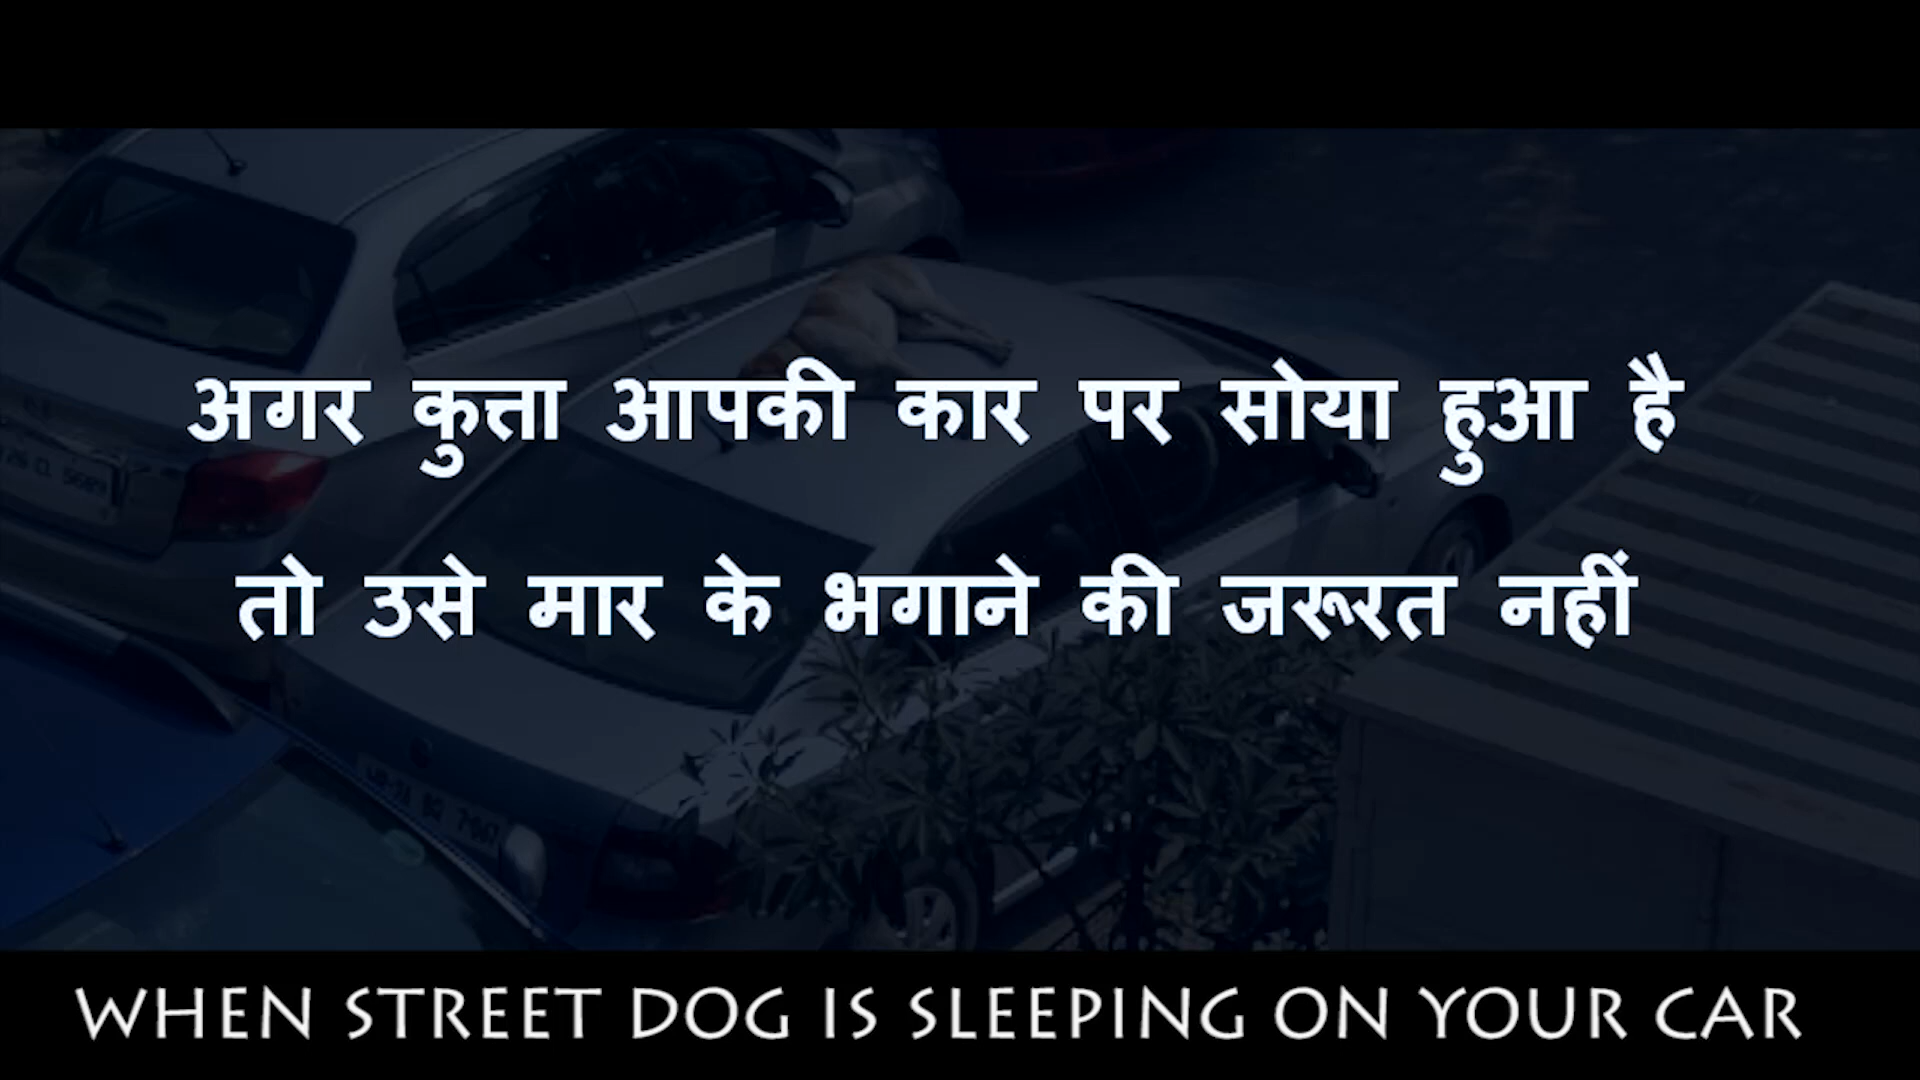 अगर कुत्ता आपकी कार पर सोया हुआ है
तो उसे मार के भगाने की जरूरत नहीं
WHEN STREET DOG IS SLEEPING ON YOUR CAR